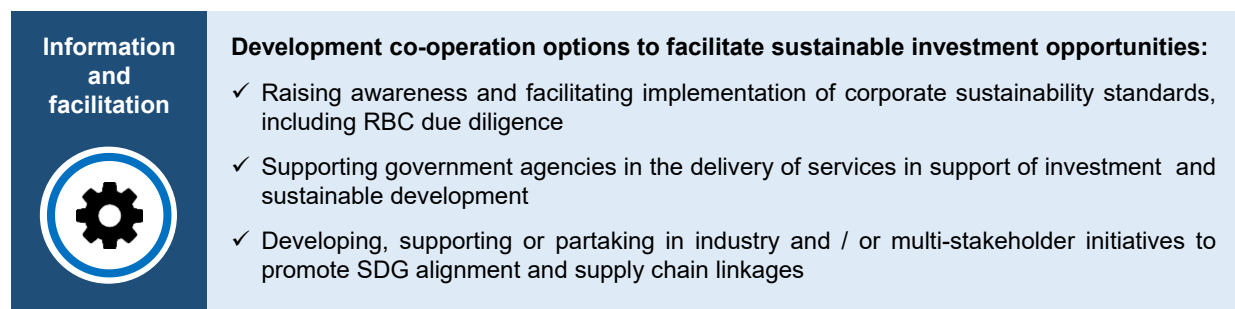 Information
and
facilitation
Development co-operation options to facilitate sustainable investment opportunities:
✓ Raising awareness and facilitating implementation of corporate sustainability standards,
including RBC due diligence
✓ Supporting government agencies in the delivery of services in support of investment and
sustainable development
✓ Developing, supporting or partaking in industry and / or multi-stakeholder initiatives to
promote SDG alignment and supply chain linkages